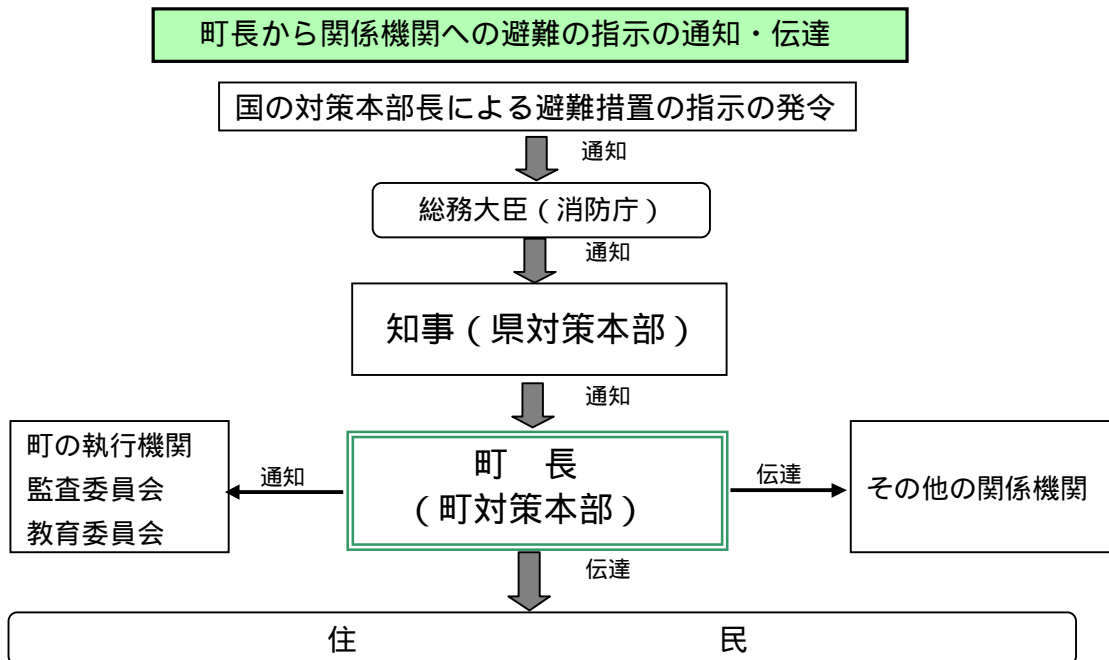 町長から関係機関への避難の指示の通知・伝達
国の対策本部長による避難措置の指示の発令
通知
総務大臣（消防庁）
通知
知事（県対策本部）
通知
町の執行機関
監査委員会
教育委員会
通知
町　長
（町対策本部）
伝達
その他の関係機関
伝達
住　民